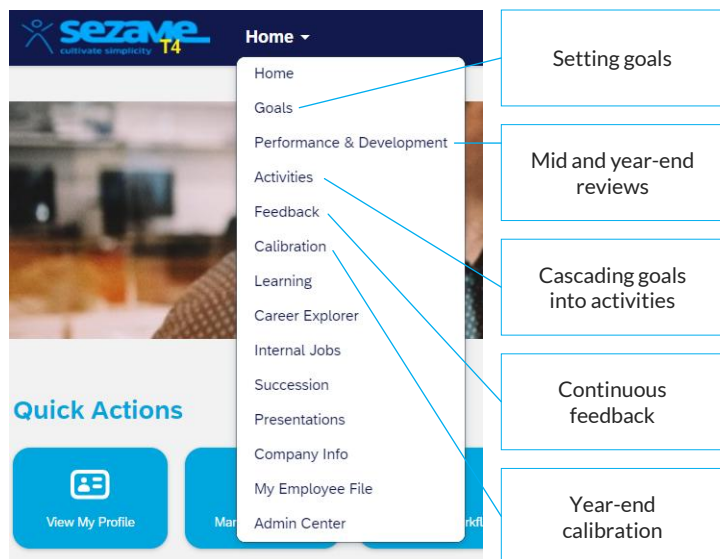 sezame
cultivate simplicity
T4
Home
Home
Goals
Performance & Development
Activities
Feedback
Calibration
Learning
Career Explorer
Internal Jobs
Succession
Presentations
Company Info
My Employee File
Admin Center
Quick Actions
View My Profile
Setting goals
Mid and year-end
reviews
Cascading goals
into activities
Continuous
feedback
Year-end
calibration